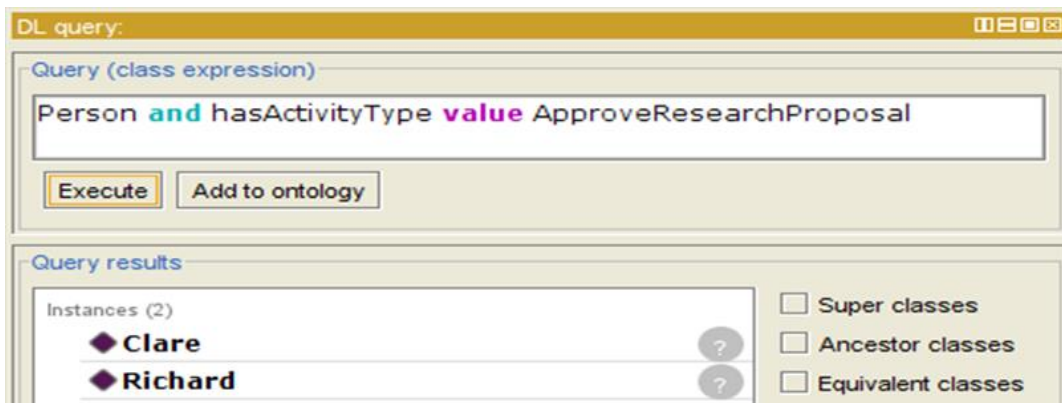 DL query:
Query (class expression)
Person and hasActivityType value ApproveResearchProposal
Execute Add to ontology
Query results
Instances (2)
Clare ?
Richard ?
Super classes
Ancestor classes
Equivalent classes